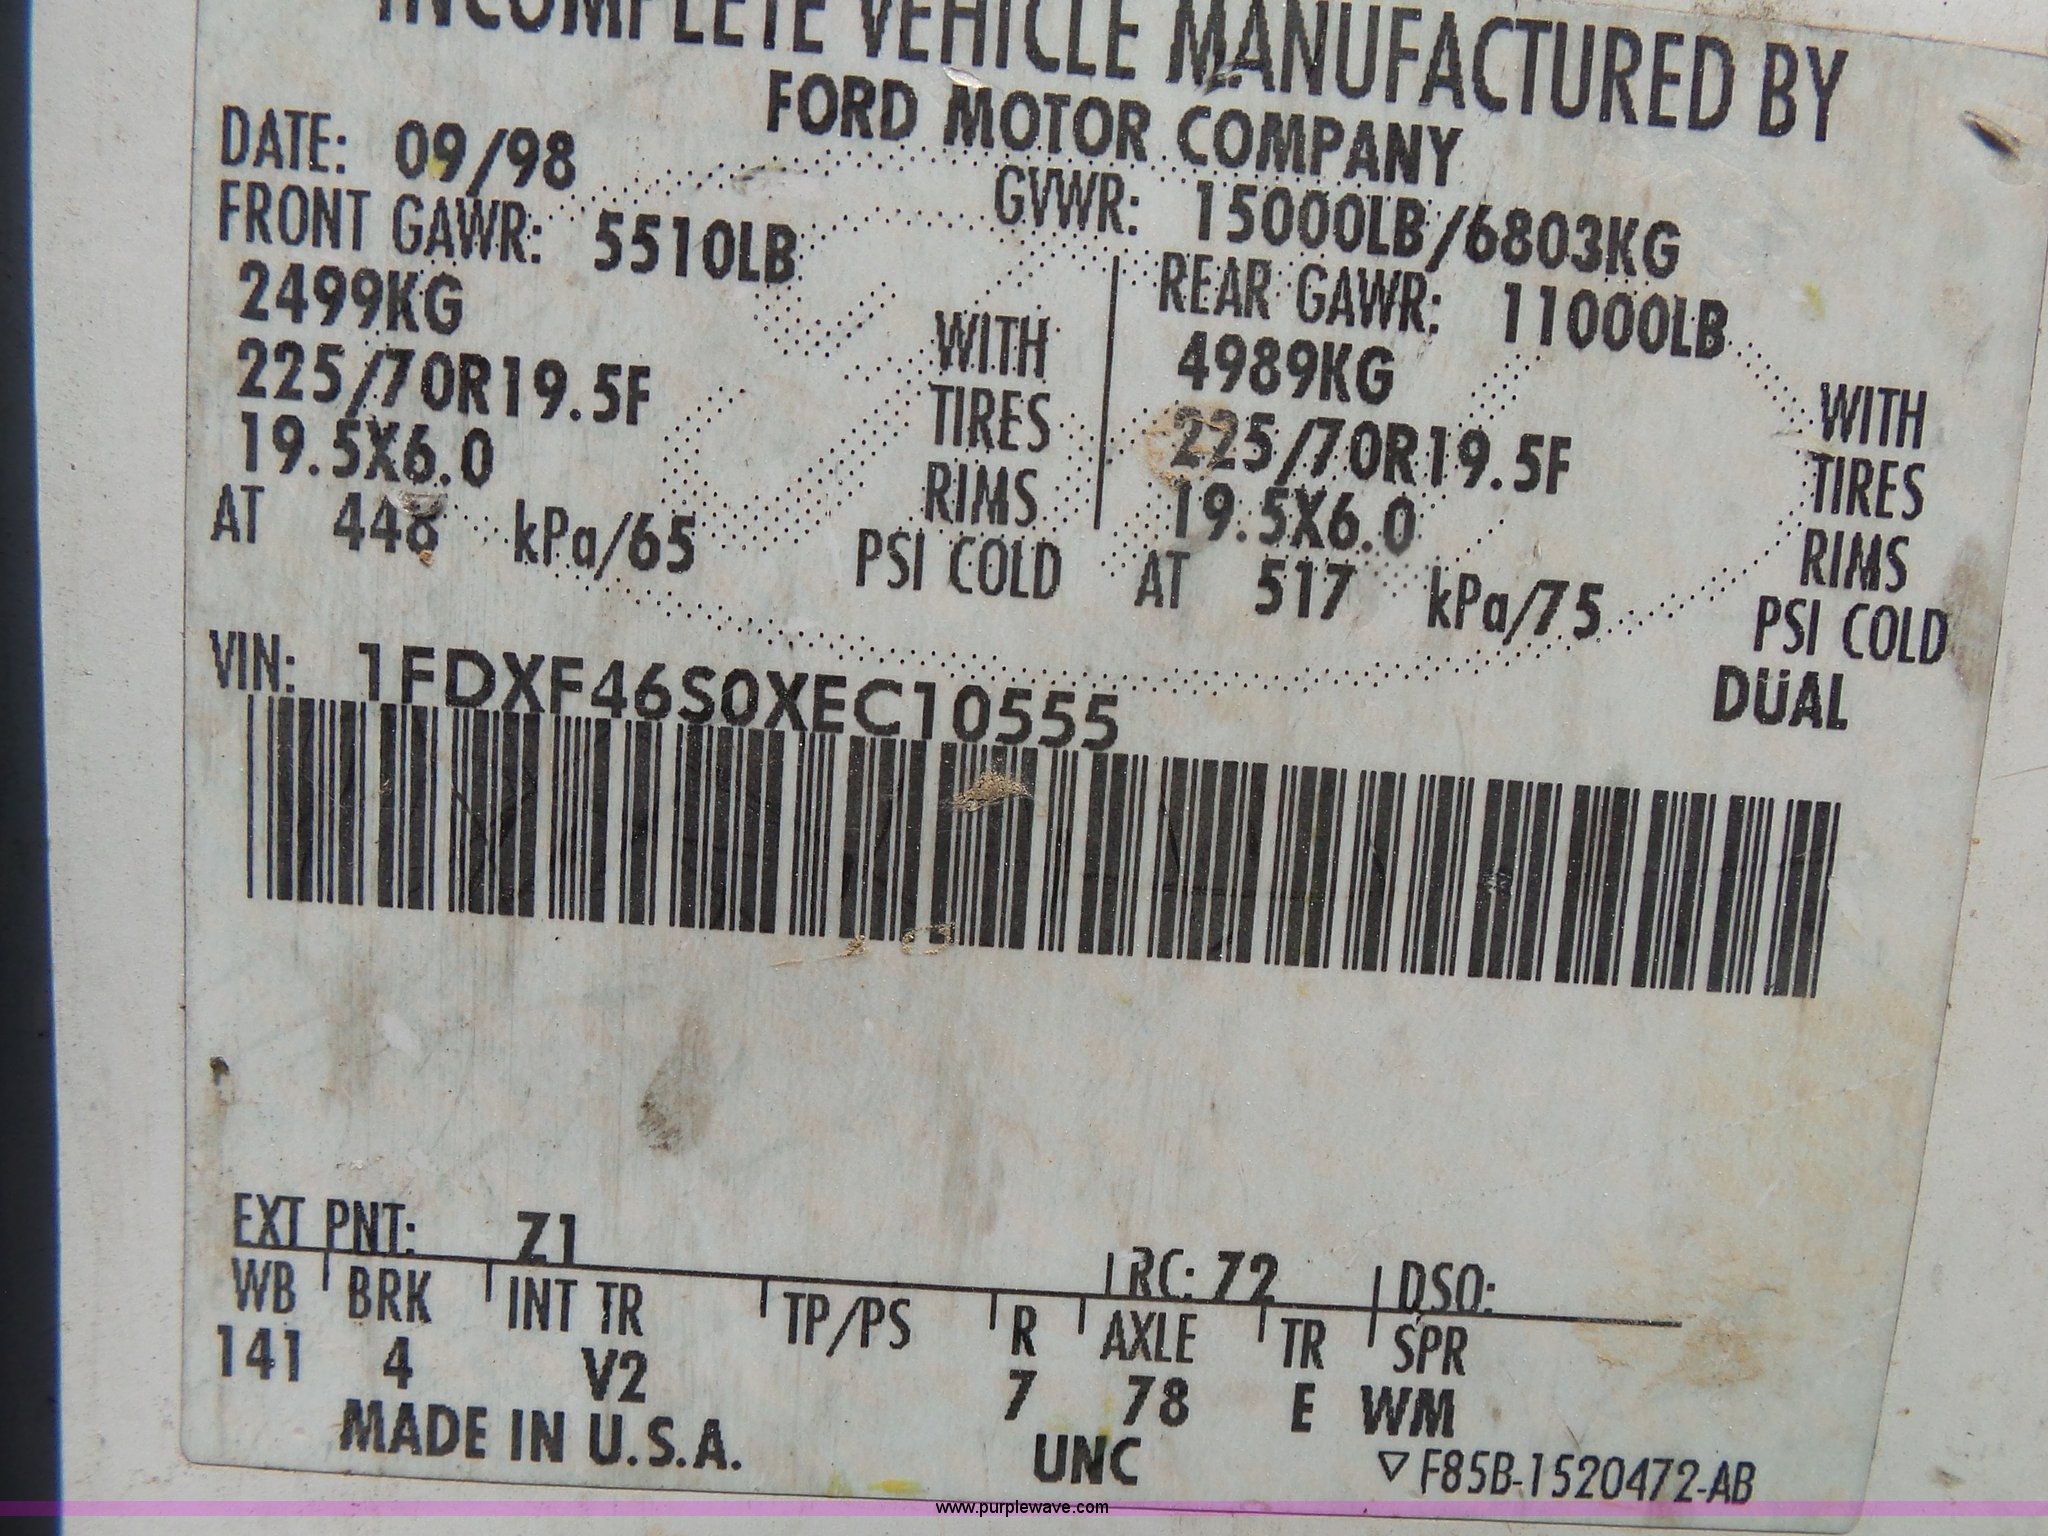 INCOMPLETE VEHICLE MANUFACTURED BY
FORD MOTOR COMPANY
DATE: 09/98
GVWR: 15000LB/6803KG
FRONT GAWR: 5510LB
2499KG
225/70R19.5F
19.5X6.0
AT 448 kPa/65
WITH
TIRES
RIMS
PSI COLD
REAR GAWR: 11000LB
4989KG
225/70R19.5F
19.5X6.0
AT 517 kPa/75
WITH
TIRES
RIMS
PSI COLD
DUAL
VIN: 1FDXF46S0XEC10555
EXT PNT: Z1 RC: 72 DSO:
WB BRK INT TR TP/PS R AXLE TR SPR
141 4 V2 7 78 E WM
MADE IN U.S.A. UNC
▽F85B-1520472-AB
www.purplewave.com